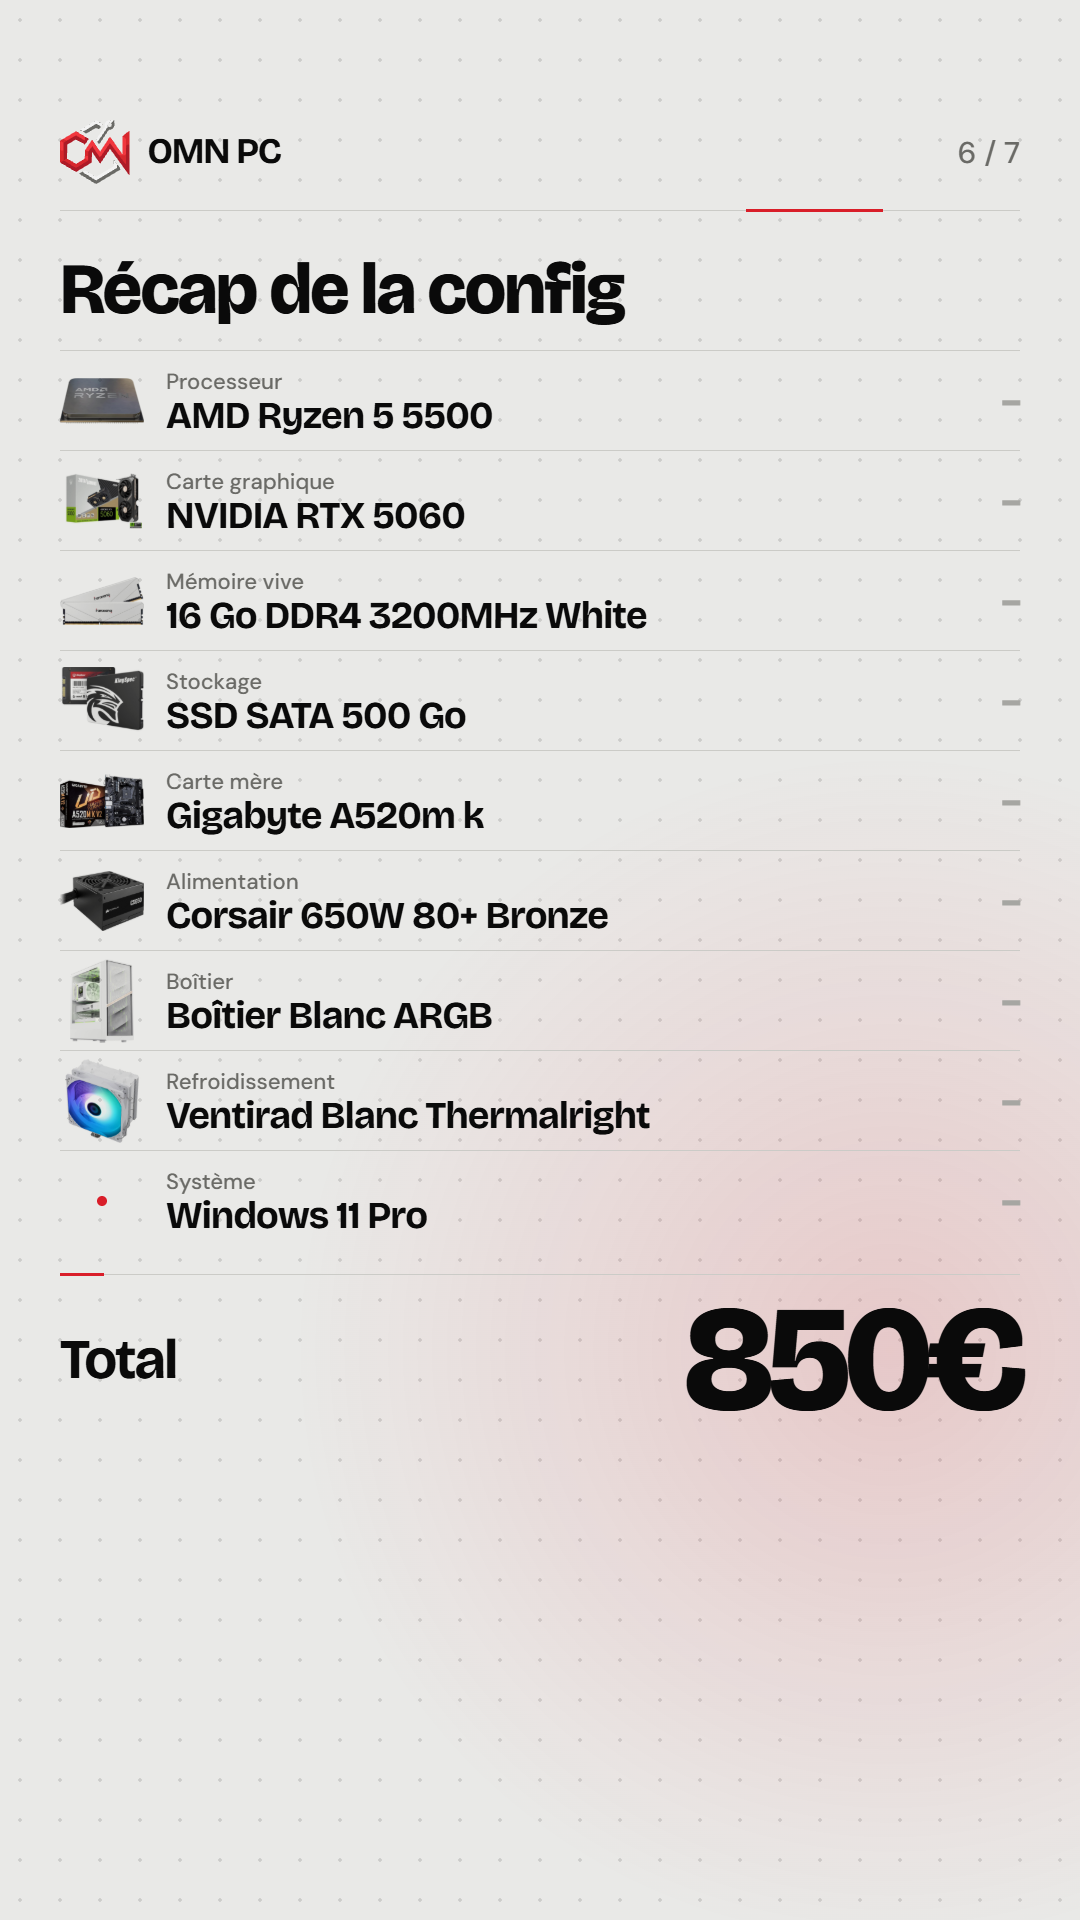 OMN PC
6 / 7
Récap de la config
Processeur
AMD Ryzen 5 5500
–
Carte graphique
NVIDIA RTX 5060
–
Mémoire vive
16 Go DDR4 3200MHz White
–
Stockage
SSD SATA 500 Go
–
Carte mère
Gigabyte A520m k
–
Alimentation
Corsair 650W 80+ Bronze
–
Boîtier
Boîtier Blanc ARGB
–
Refroidissement
Ventirad Blanc Thermalright
–
Système
Windows 11 Pro
–
Total
850€